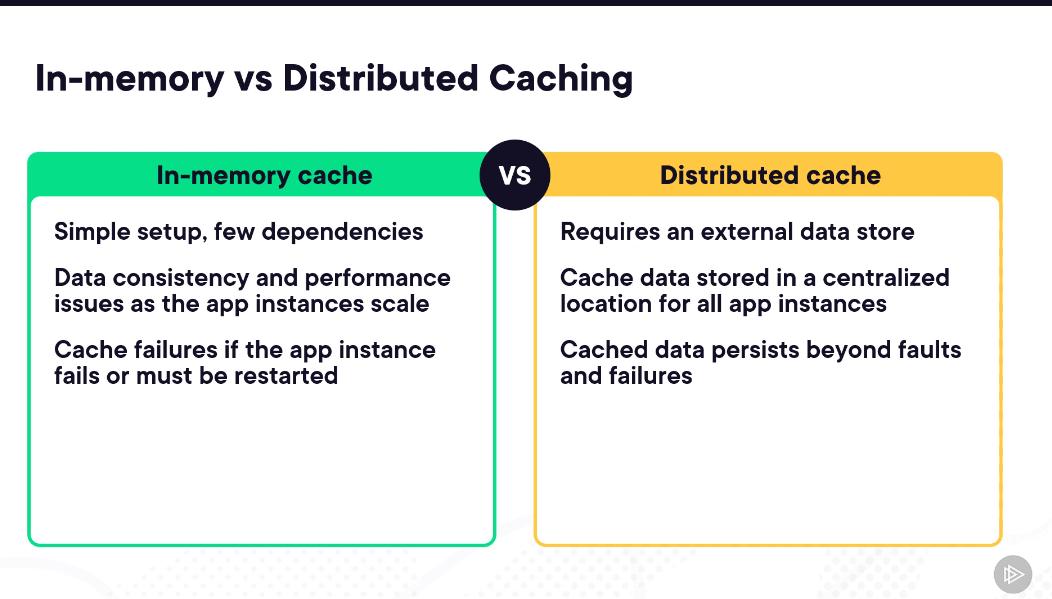 In-memory vs Distributed Caching
In-memory cache
VS
Distributed cache
Simple setup, few dependencies
Data consistency and performance
issues as the app instances scale
Cache failures if the app instance
fails or must be restarted
Requires an external data store
Cache data stored in a centralized
location for all app instances
Cached data persists beyond faults
and failures